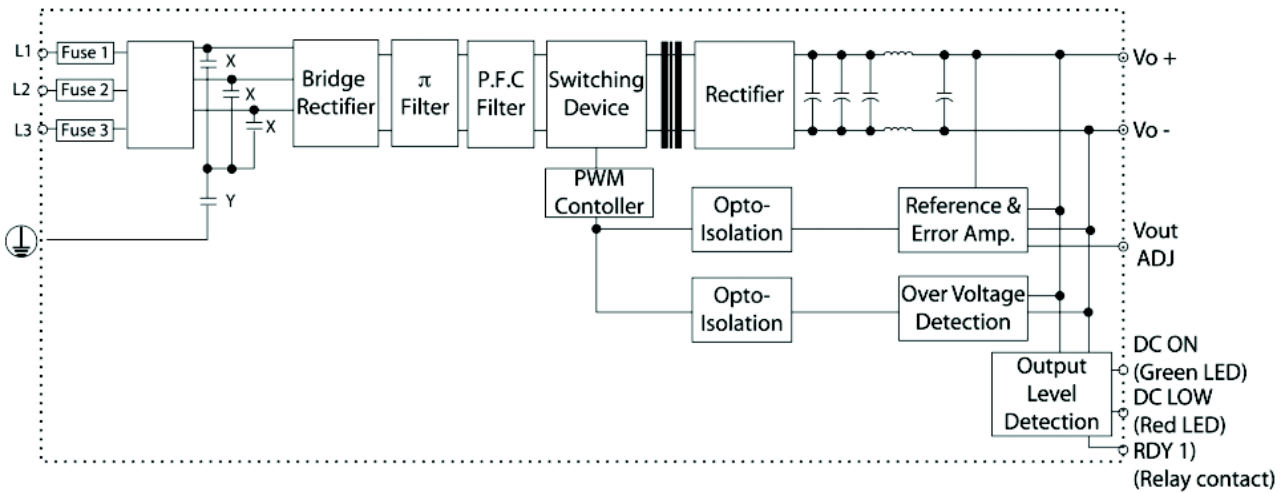 L1
Fuse 1
L2
Fuse 2
L3
Fuse 3
X
X
X
Y
Bridge
Rectifier
π
Filter
P.F.C
Filter
Switching
Device
Rectifier
PWM
Contoller
Opto-
Isolation
Reference &
Error Amp.
Opto-
Isolation
Over Voltage
Detection
Output
Level
Detection
Vo +
Vo -
Vout
ADJ
DC ON
(Green LED)
DC LOW
(Red LED)
RDY 1)
(Relay contact)